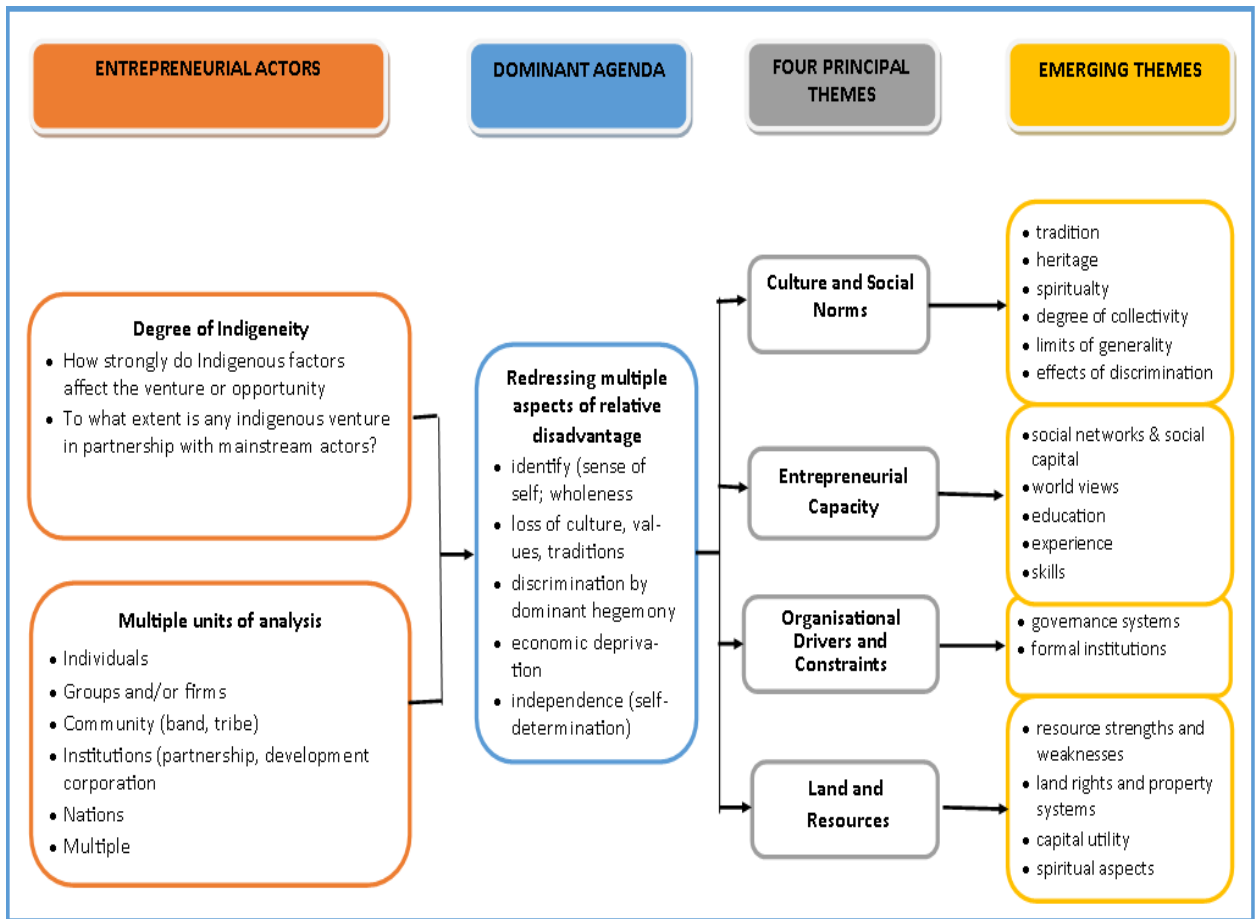 ENTREPRENEURIAL ACTORS
DOMINANT AGENDA
FOUR PRINCIPAL
THEMES
EMERGING THEMES
Degree of Indigeneity
• How strongly do Indigenous factors
affect the venture or opportunity
• To what extent is any indigenous venture
in partnership with mainstream actors?
Multiple units of analysis
• Individuals
• Groups and/or firms
• Community (band, tribe)
• Institutions (partnership, development
corporation
• Nations
• Multiple
Redressing multiple
aspects of relative
disadvantage
• identify (sense of
self; wholeness
• loss of culture, val-
ues, traditions
• discrimination by
dominant hegemony
• economic depriva-
tion
• independence (self-
determination)
Culture and Social
Norms
Entrepreneurial
Capacity
Organisational
Drivers and
Constraints
Land and
Resources
• tradition
• heritage
• spiritualty
• degree of collectivity
• limits of generality
• effects of discrimination
• social networks & social
capital
• world views
• education
• experience
• skills
• governance systems
• formal institutions
• resource strengths and
weaknesses
• land rights and property
systems
• capital utility
• spiritual aspects